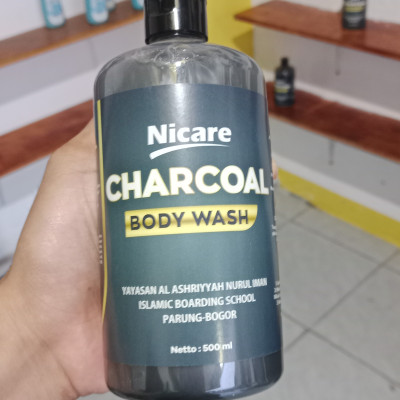 Nicare
CHARCOAL
BODY WASH
YAYASAN AL ASHRIYYAH NURUL IMAN
ISLAMIC BOARDING SCHOOL
PARUNG-BOGOR
Netto : 500 ml